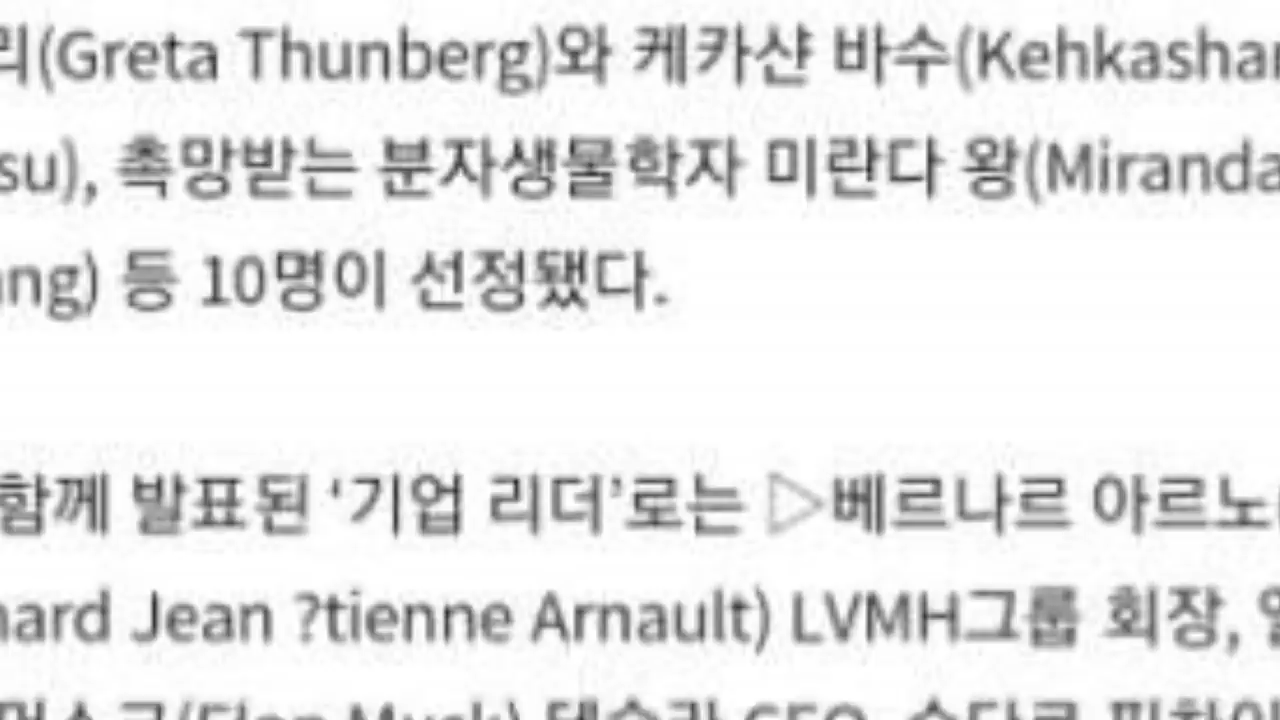 리(Greta Thunberg)와 케카샨 바수(Kehkashan
su), 촉망받는 분자생물학자 미란다 왕(Miranda
ang) 등 10명이 선정됐다.
함께 발표된 ‘기업 리더’로는 ▷베르나르 아르노
nard Jean ?tienne Arnault) LVMH그룹 회장,